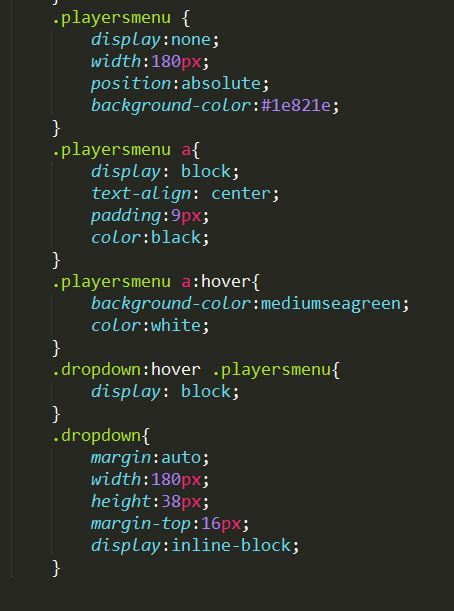 }
.playersmenu {
display:none;
width:180px;
position:absolute;
background-color:#1e821e;
}
.playersmenu a{
display: block;
text-align: center;
padding:9px;
color:black;
}
.playersmenu a:hover{
background-color:mediumseagreen;
color:white;
}
.dropdown:hover .playersmenu{
display: block;
}
.dropdown{
margin:auto;
width:180px;
height:38px;
margin-top:16px;
display:inline-block;
}